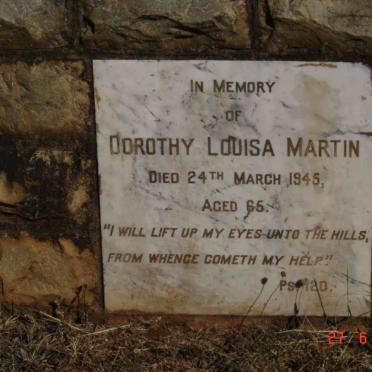 IN MEMORY
OF
DOROTHY LOUISA MARTIN
DIED 24TH MARCH 1945,
AGED 65.
"I WILL LIFT UP MY EYES UNTO THE HILLS,
FROM WHENCE COMETH MY HELP."
PS. 120.
27 6